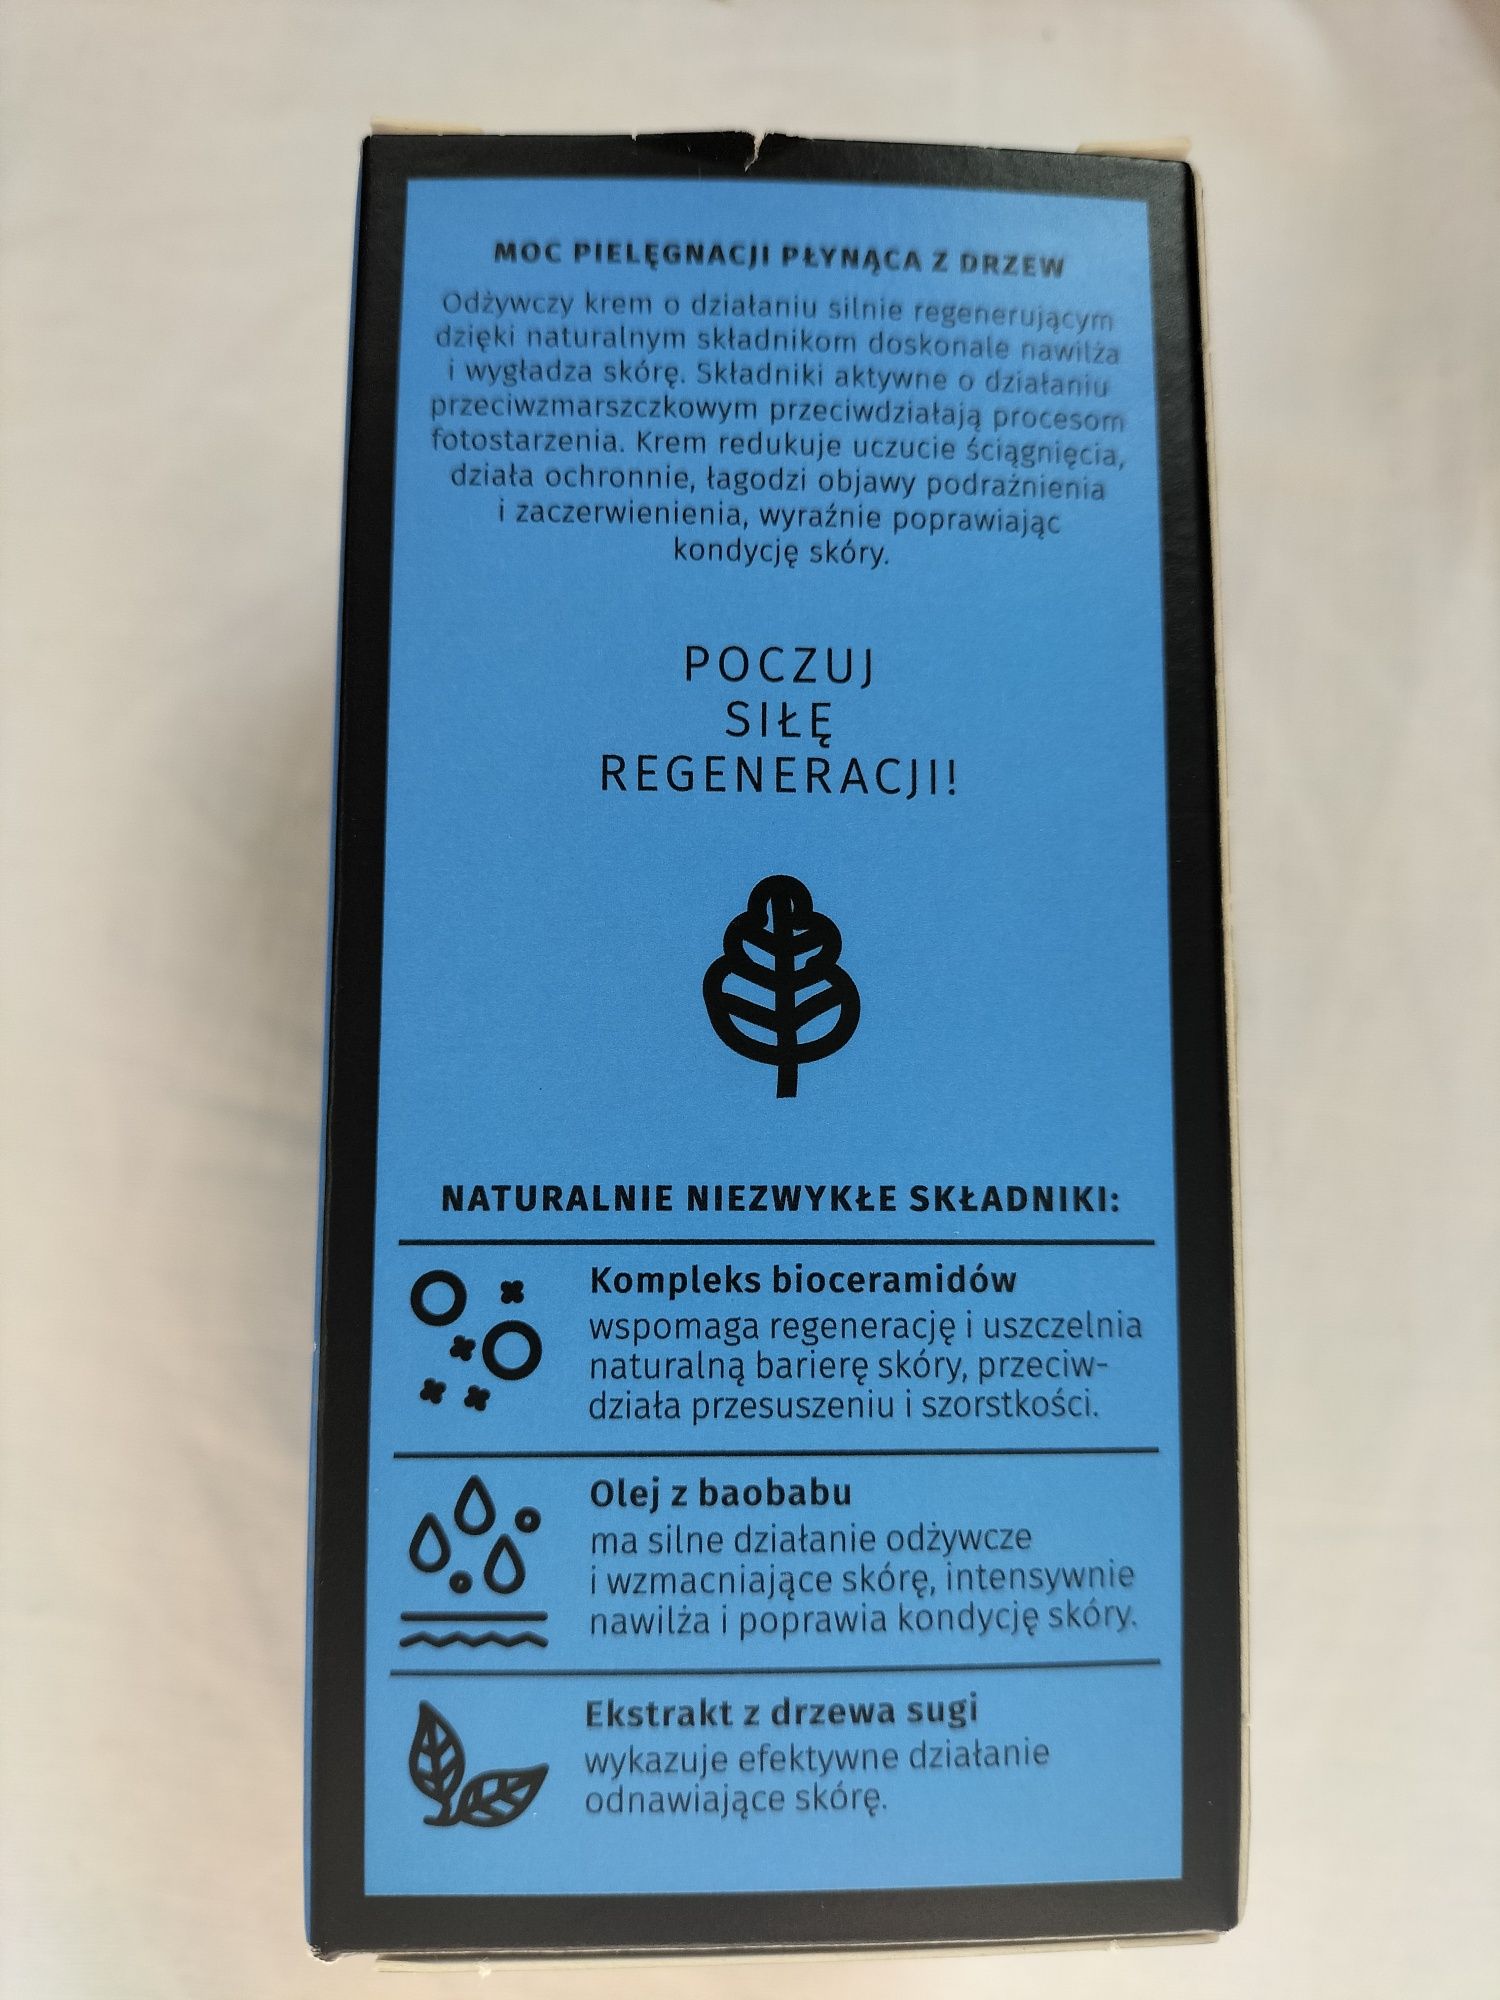 MOC PIELĘGNACJI PŁYNĄCA Z DRZEW
Odżywczy krem o działaniu silnie regenerującym
dzięki naturalnym składnikom doskonale nawilża
i wygładza skórę. Składniki aktywne o działaniu
przeciwzmarszczkowym przeciwdziałają procesom
fotostarzenia. Krem redukuje uczucie ściągnięcia,
działa ochronnie, łagodzi objawy podrażnienia
i zaczerwienienia, wyraźnie poprawiając
kondycję skóry.
POCZUJ
SIŁĘ
REGENERACJI!
NATURALNIE NIEZWYKŁE SKŁADNIKI:
Kompleks bioceramidów
wspomaga regenerację i uszczelnia
naturalną barierę skóry, przeciw-
działa przesuszeniu i szorstkości.
Olej z baobabu
ma silne działanie odżywcze
i wzmacniające skórę, intensywnie
nawilża i poprawia kondycję skóry.
Ekstrakt z drzewa sugi
wykazuje efektywne działanie
odnawiające skórę.